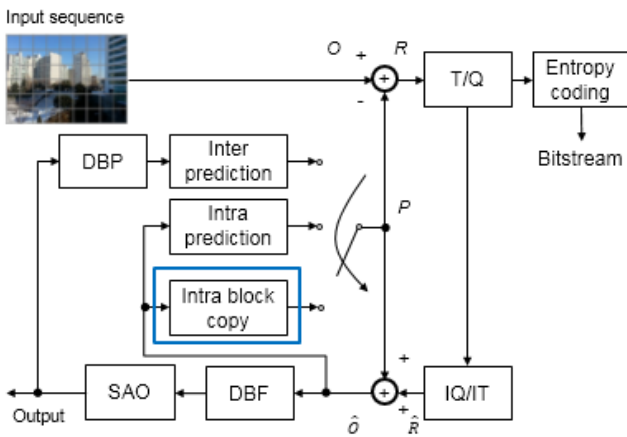 Input sequence
O
+
R
+
-
T/Q
Entropy
coding
Bitstream
DBP
Inter
prediction
Intra
prediction
P
Intra block
copy
+
+
+
SAO
DBF
IQ/IT
Output
Ô
R̂